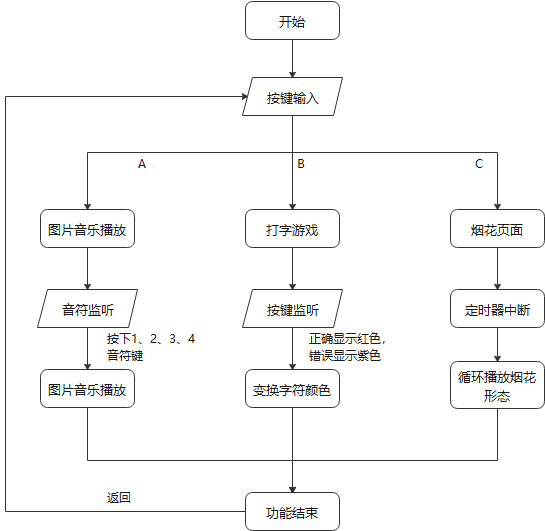 开始
按键输入
A
B
C
图片音乐播放
打字游戏
烟花页面
音符监听
按键监听
定时器中断
按下1、2、3、4
音符键
正确显示红色，
错误显示紫色
图片音乐播放
变换字符颜色
循环播放烟花
形态
返回
功能结束